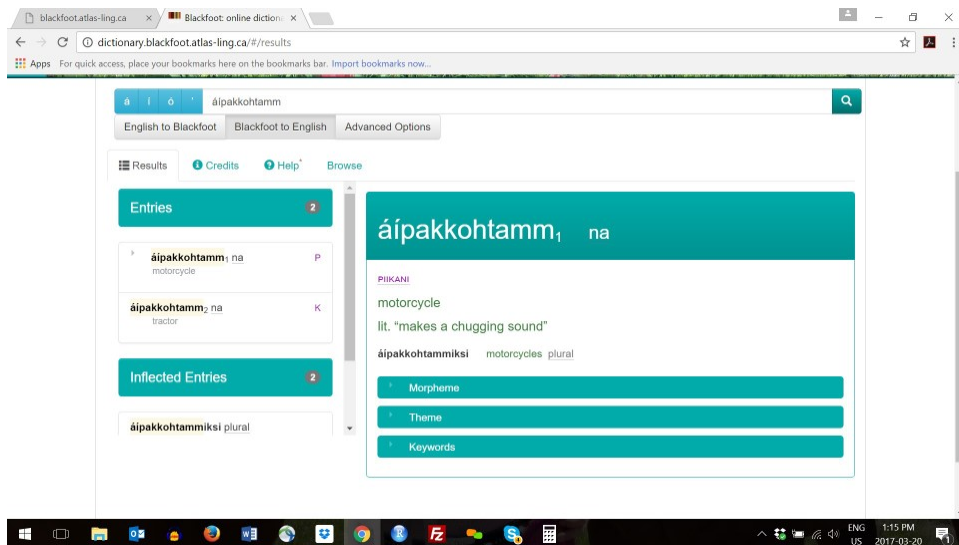 blackfoot.atlas-ling.ca
Blackfoot: online diction
dictionary.blackfoot.atlas-ling.ca/#/results
Apps For quick access, place your bookmarks here on the bookmarks bar. Import bookmarks now...
á í ó ' áípakkohtamm
English to Blackfoot Blackfoot to English Advanced Options
Results Credits Help* Browse
Entries 2
áípakkohtamm₁ na P
motorcycle
áípakkohtamm₂ na K
tractor
Inflected Entries 2
áípakkohtammiksi plural
áípakkohtamm₁ na
PIIKANI
motorcycle
lit. “makes a chugging sound”
áípakkohtammiksi motorcycles plural
Morpheme
Theme
Keywords
ENG 1:15 PM
US 2017-03-20